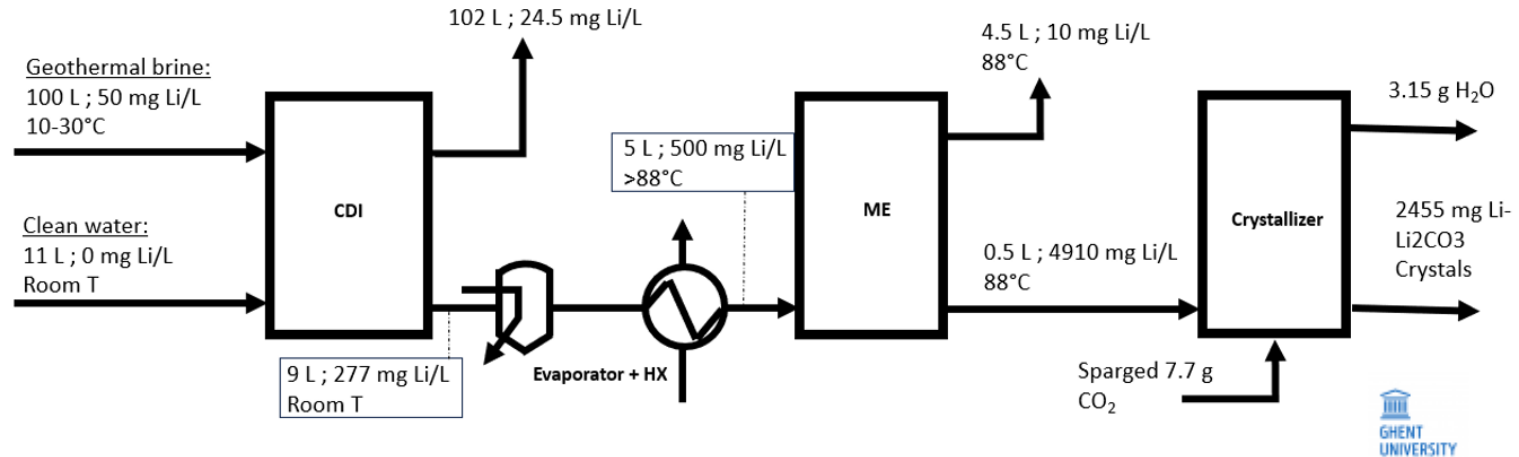 102 L ; 24.5 mg Li/L
Geothermal brine:
100 L ; 50 mg Li/L
10-30°C
Clean water:
11 L ; 0 mg Li/L
Room T
CDI
9 L ; 277 mg Li/L
Room T
Evaporator + HX
5 L ; 500 mg Li/L
>88°C
ME
4.5 L ; 10 mg Li/L
88°C
0.5 L ; 4910 mg Li/L
88°C
Crystallizer
Sparged 7.7 g
CO₂
3.15 g H₂O
2455 mg Li-
Li2CO3
Crystals
GHENT
UNIVERSITY